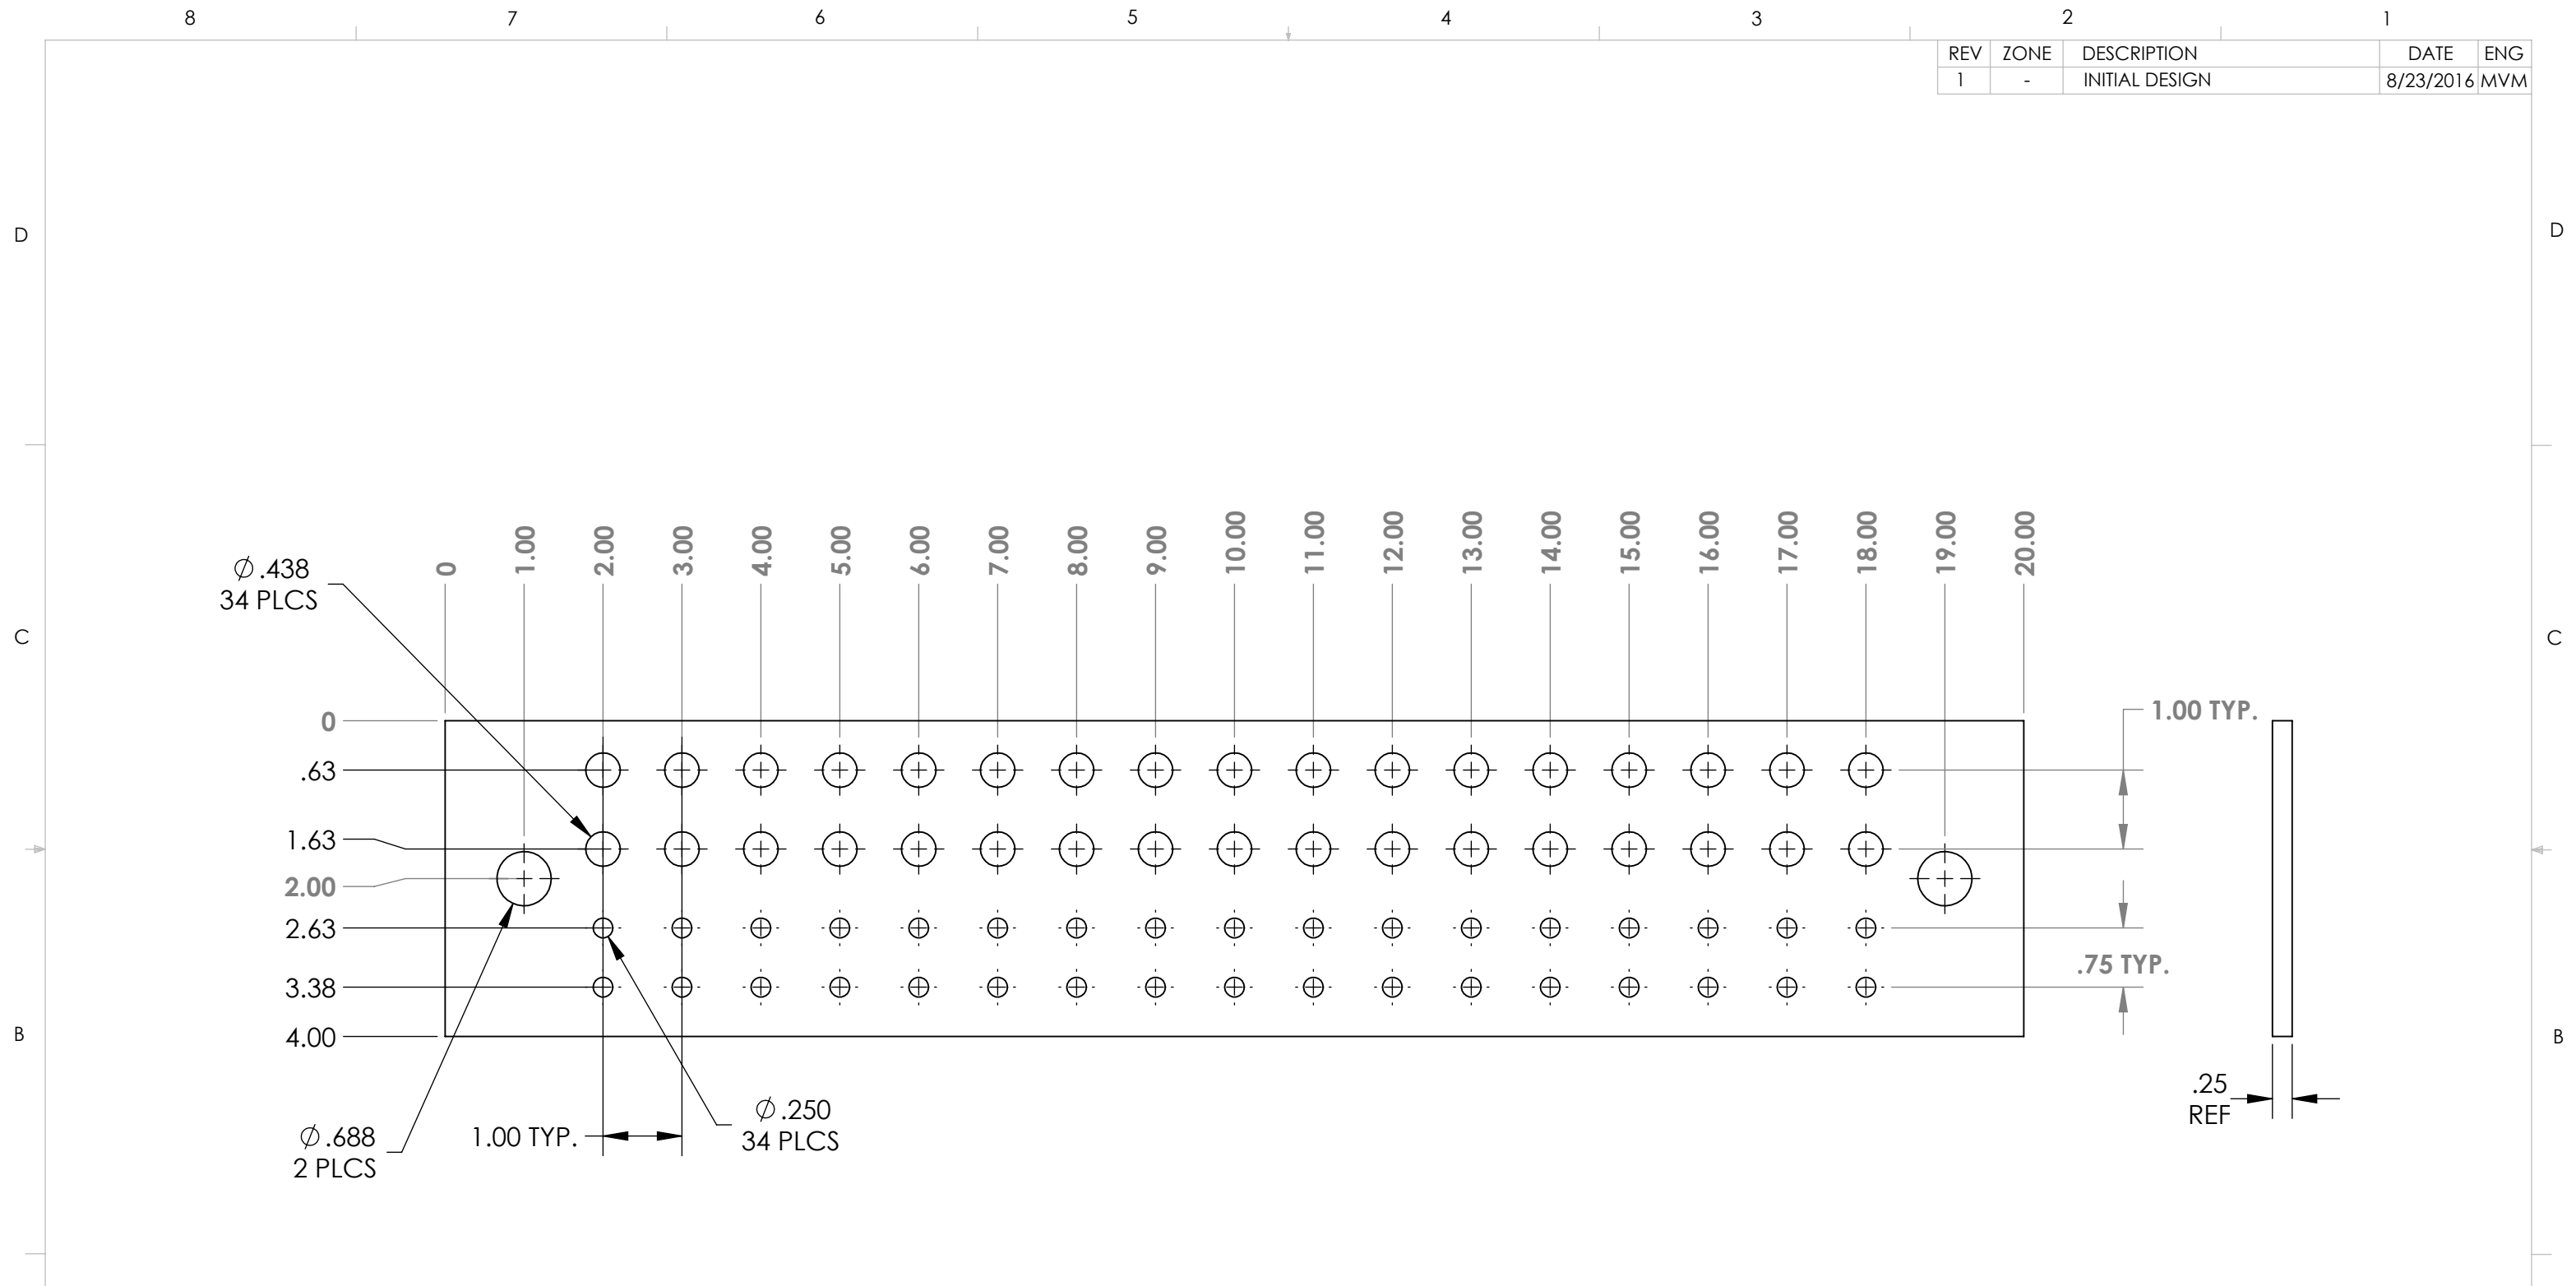 8 7 6 5 4 3 2 1
REV ZONE DESCRIPTION DATE ENG
1 - INITIAL DESIGN 8/23/2016 MVM
D D
0 1.00 2.00 3.00 4.00 5.00 6.00 7.00 8.00 9.00 10.00 11.00 12.00 13.00 14.00 15.00 16.00 17.00 18.00 19.00 20.00
∅.438
34 PLCS
C C
0
1.00 TYP.
.63
1.63
2.00
2.63
.75 TYP.
3.38
4.00
B B
.25
REF
∅.250
34 PLCS
1.00 TYP.
∅.688
2 PLCS